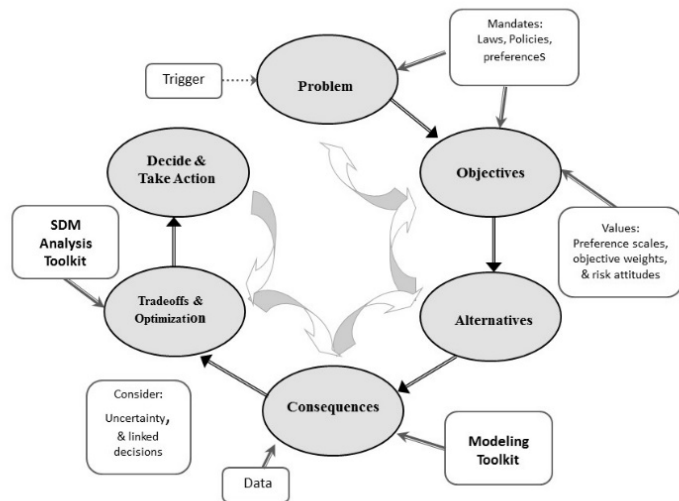 Mandates:
Laws, Policies,
preferences
Trigger
Problem
Decide &
Take Action
Objectives
SDM
Analysis
Toolkit
Values:
Preference scales,
objective weights,
& risk attitudes
Tradeoffs &
Optimization
Alternatives
Consider:
Uncertainty,
& linked
decisions
Consequences
Modeling
Toolkit
Data